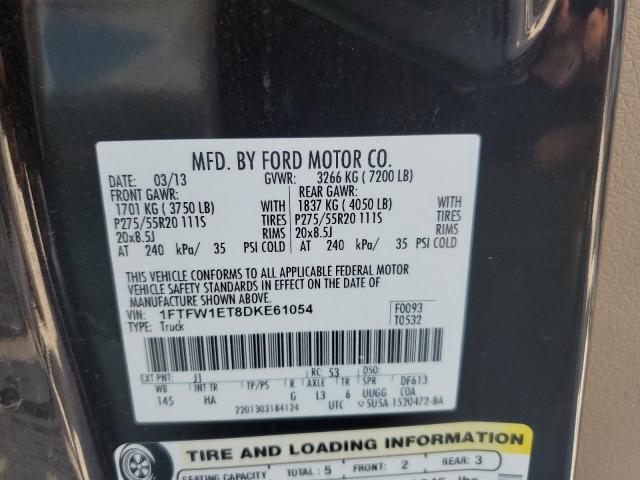 MFD. BY FORD MOTOR CO.
DATE: 03/13 GVWR: 3266 KG ( 7200 LB)
FRONT GAWR: REAR GAWR:
1701 KG ( 3750 LB) WITH 1837 KG ( 4050 LB) WITH
P275/55R20 111S TIRES P275/55R20 111S TIRES
20x8.5J RIMS 20x8.5J RIMS
AT 240 kPa/ 35 PSI COLD AT 240 kPa/ 35 PSI COLD
THIS VEHICLE CONFORMS TO ALL APPLICABLE FEDERAL MOTOR
VEHICLE SAFETY STANDARDS IN EFFECT ON THE DATE OF
MANUFACTURE SHOWN ABOVE.
VIN: 1FTFW1ET8DKE61054 F0093
TYPE: Truck T0532
EXT PNT: J1 RC: 53 DSO:
WB INT TR TP/PS R AXLE TR SPR DF613
145 HA G L3 6 UUGG COA
2201303164124 UTC 5U5A-1520472-BA
TIRE AND LOADING INFORMATION
SEATING CAPACITY TOTAL : 5 FRONT: 2 REAR: 3